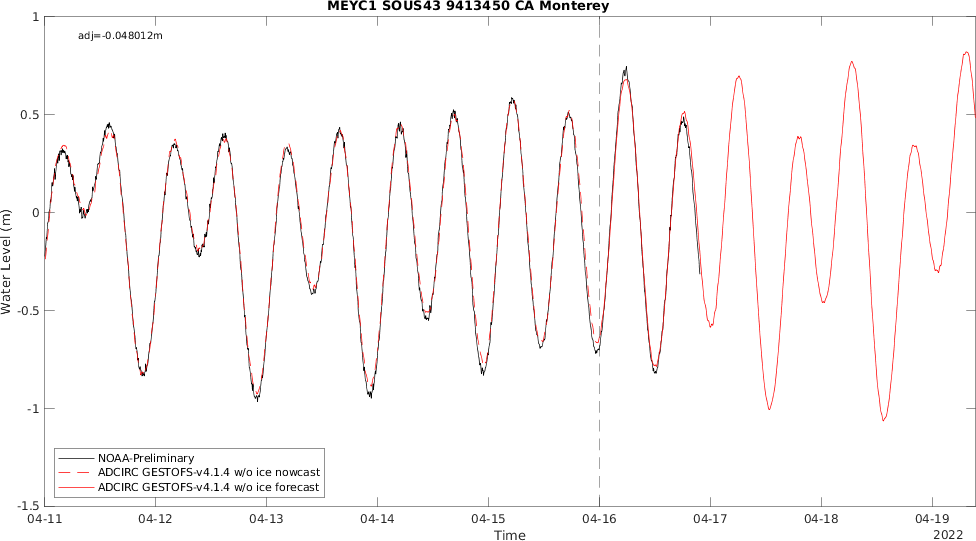 MEYC1 SOUS43 9413450 CA Monterey
adj=-0.048012m
1
0.5
0
-0.5
-1
-1.5
Water Level (m)
NOAA-Preliminary
ADCIRC GESTOFS-v4.1.4 w/o ice nowcast
ADCIRC GESTOFS-v4.1.4 w/o ice forecast
04-11 04-12 04-13 04-14 04-15 04-16 04-17 04-18 04-19
Time
2022